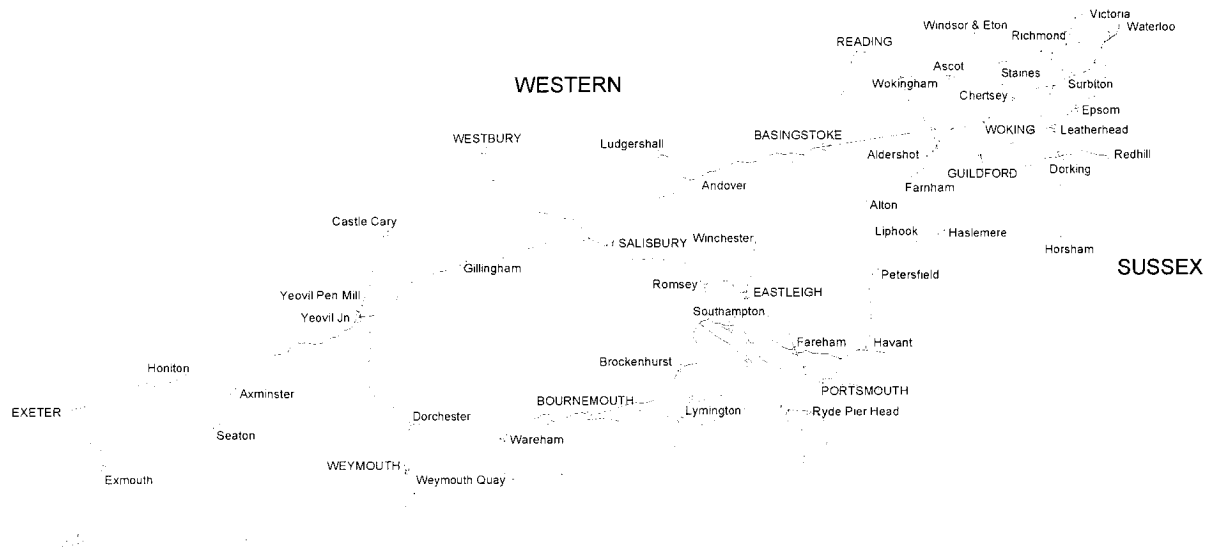 Victoria
Windsor & Eton
Waterloo
Richmond
READING
Ascot
Staines
WESTERN
Wokingham
Surbiton
Chertsey
Epsom
WOKING
Leatherhead
BASINGSTOKE
WESTBURY
Ludgershall
Aldershot
Redhill
GUILDFORD
Dorking
Andover
Farnham
Alton
Castle Cary
Liphook
Haslemere
SALISBURY
Winchester
Horsham
Gillingham
SUSSEX
Petersfield
Romsey
EASTLEIGH
Yeovil Pen Mill
Southampton
Yeovil Jn
Fareham
Havant
Brockenhurst
Honiton
PORTSMOUTH
Axminster
BOURNEMOUTH
Lymington
Ryde Pier Head
EXETER
Dorchester
Seaton
Wareham
WEYMOUTH
Weymouth Quay
Exmouth